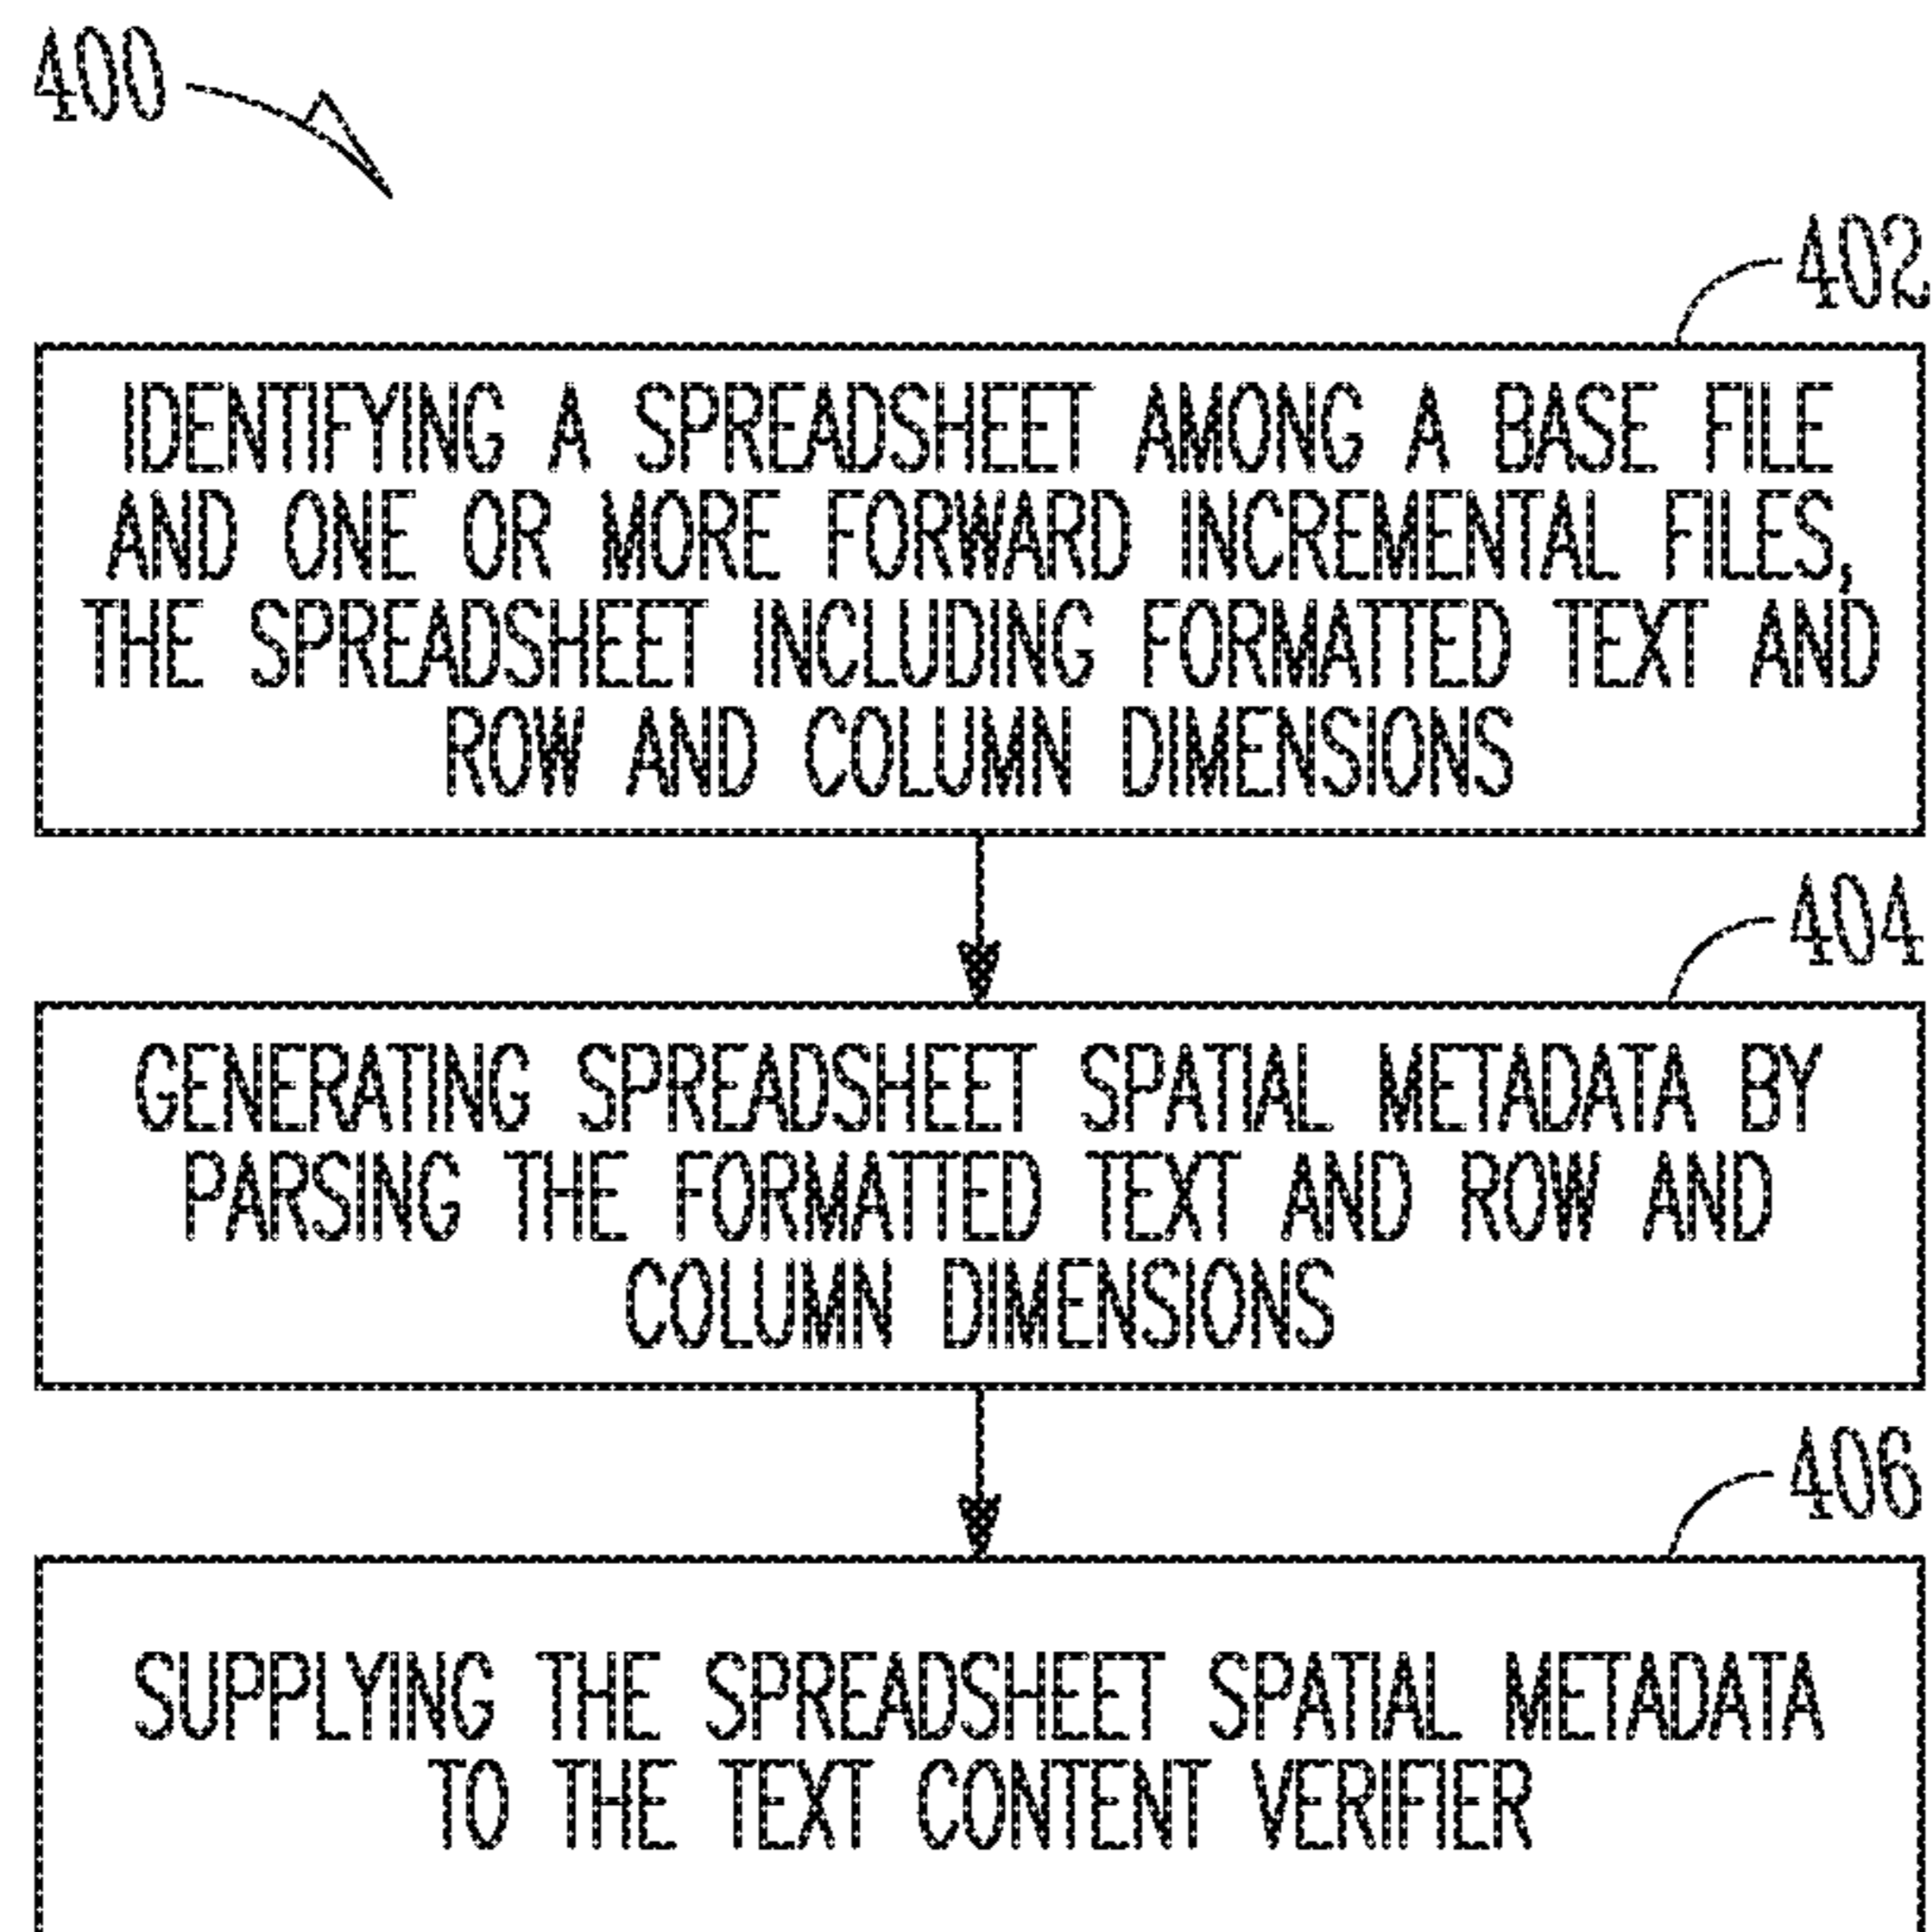 400
402
IDENTIFYING A SPREADSHEET AMONG A BASE FILE
AND ONE OR MORE FORWARD INCREMENTAL FILES,
THE SPREADSHEET INCLUDING FORMATTED TEXT AND
ROW AND COLUMN DIMENSIONS
404
GENERATING SPREADSHEET SPATIAL METADATA BY
PARSING THE FORMATTED TEXT AND ROW AND
COLUMN DIMENSIONS
406
SUPPLYING THE SPREADSHEET SPATIAL METADATA
TO THE TEXT CONTENT VERIFIER